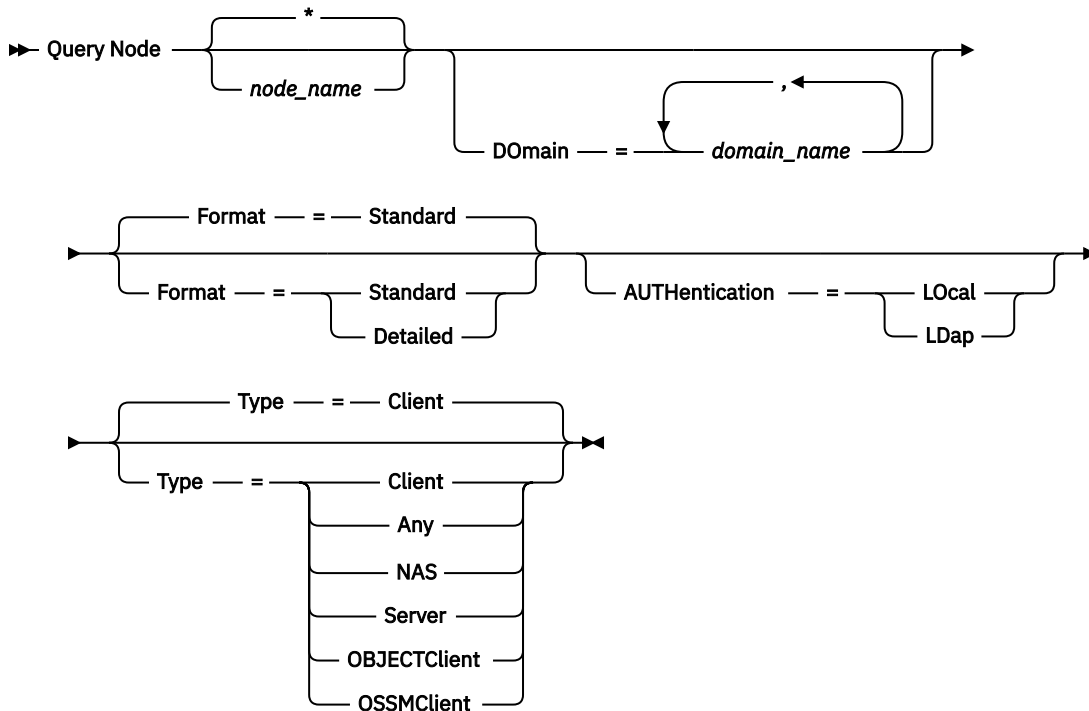 *
Query Node
node_name
,
DOmain = domain_name
Format = Standard
Format = Standard
Detailed
AUTHentication = LOcal
LDap
Type = Client
Type = Client
Any
NAS
Server
OBJECTClient
OSSMClient